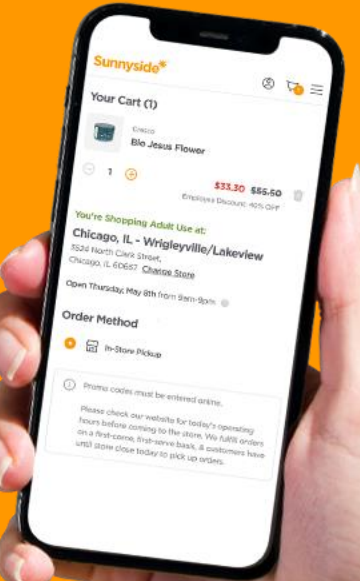 Sunnyside*
Your Cart (1)
Cresco
Bio Jesus Flower
1
$33.30 $55.50
Employee Discount: 40% OFF
You're Shopping Adult Use at:
Chicago, IL - Wrigleyville/Lakeview
3524 North Clark Street,
Chicago, IL 60657 Change Store
Open Thursday, May 8th from 9am-9pm
Order Method
In-Store Pickup
Promo codes must be entered online.
Please check our website for today's operating
hours before coming to the store. We fulfill orders
on a first-come, first-serve basis, & customers have
until store close today to pick up orders.